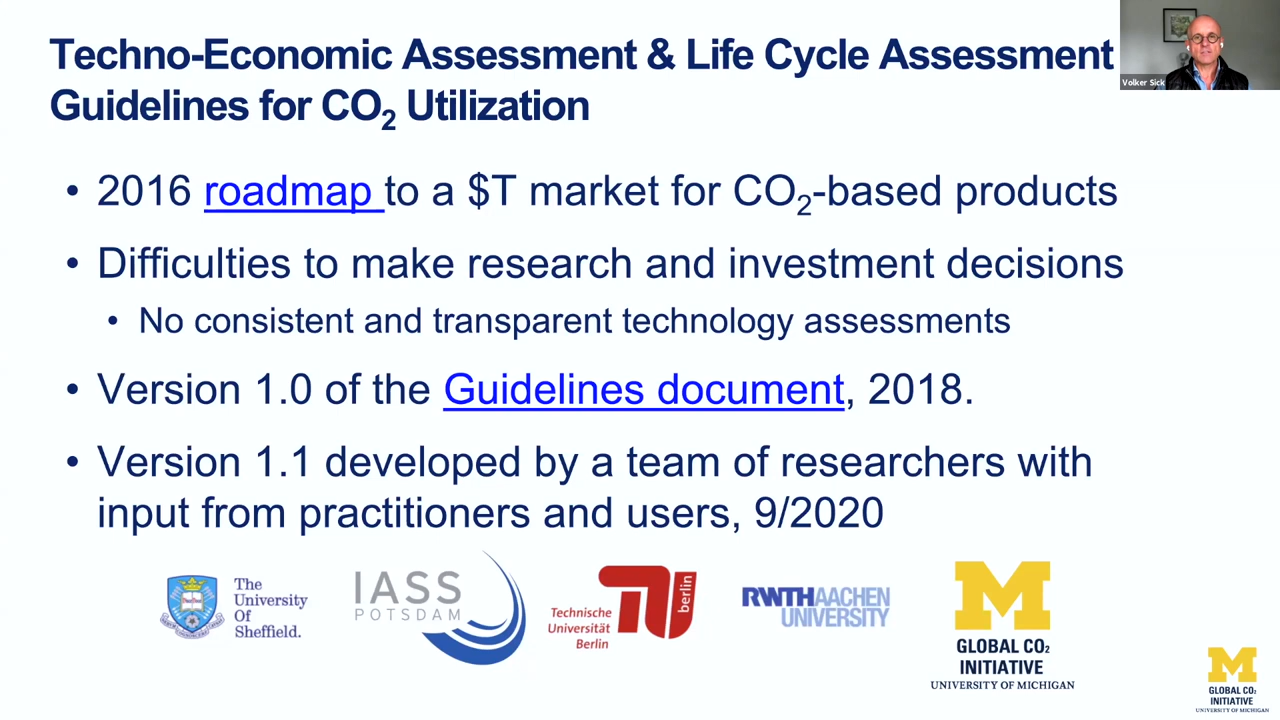 Techno-Economic Assessment & Life Cycle Assessment
Guidelines for CO₂ Utilization
Volker Sick
• 2016 roadmap to a $T market for CO₂-based products
• Difficulties to make research and investment decisions
• No consistent and transparent technology assessments
• Version 1.0 of the Guidelines document, 2018.
• Version 1.1 developed by a team of researchers with
input from practitioners and users, 9/2020
The
University
Of
Sheffield.
IASS
POTSDAM
Technische
Universität
Berlin
berlin
RWTHAACHEN
UNIVERSITY
M
GLOBAL CO₂
INITIATIVE
UNIVERSITY OF MICHIGAN
M
GLOBAL CO₂
INITIATIVE
UNIVERSITY OF MICHIGAN